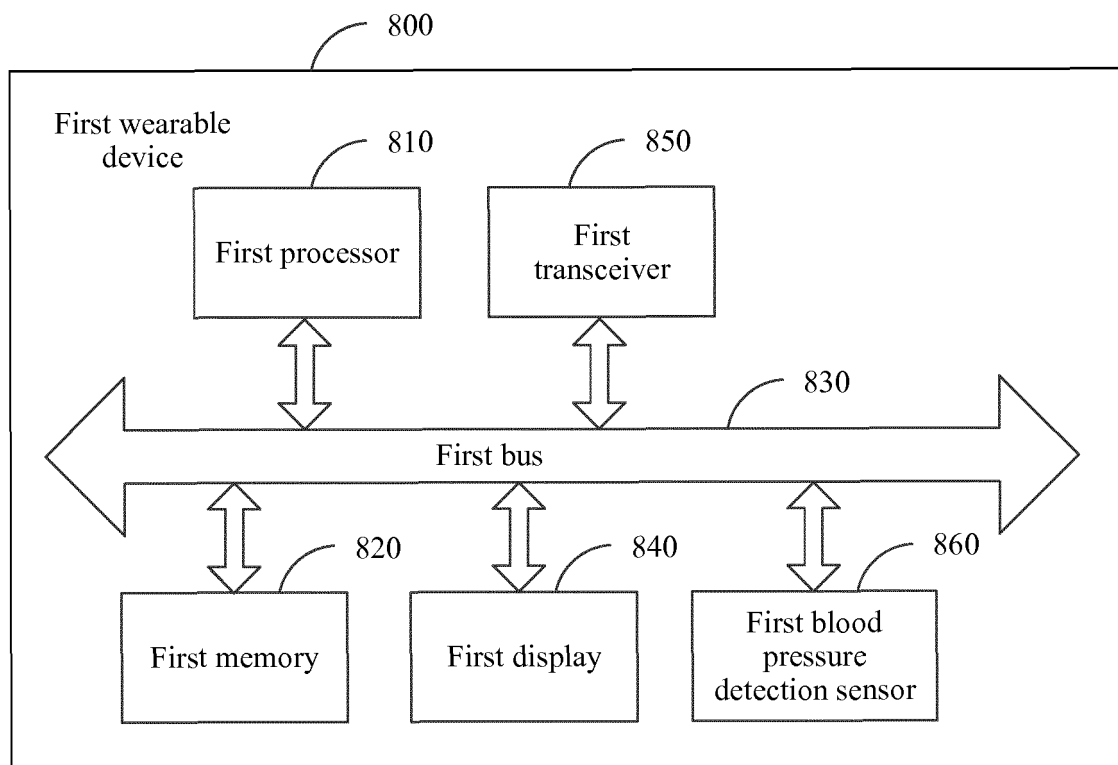 800
First wearable
device
810
850
First processor
First
transceiver
830
First bus
820
840
860
First memory
First display
First blood
pressure
detection sensor